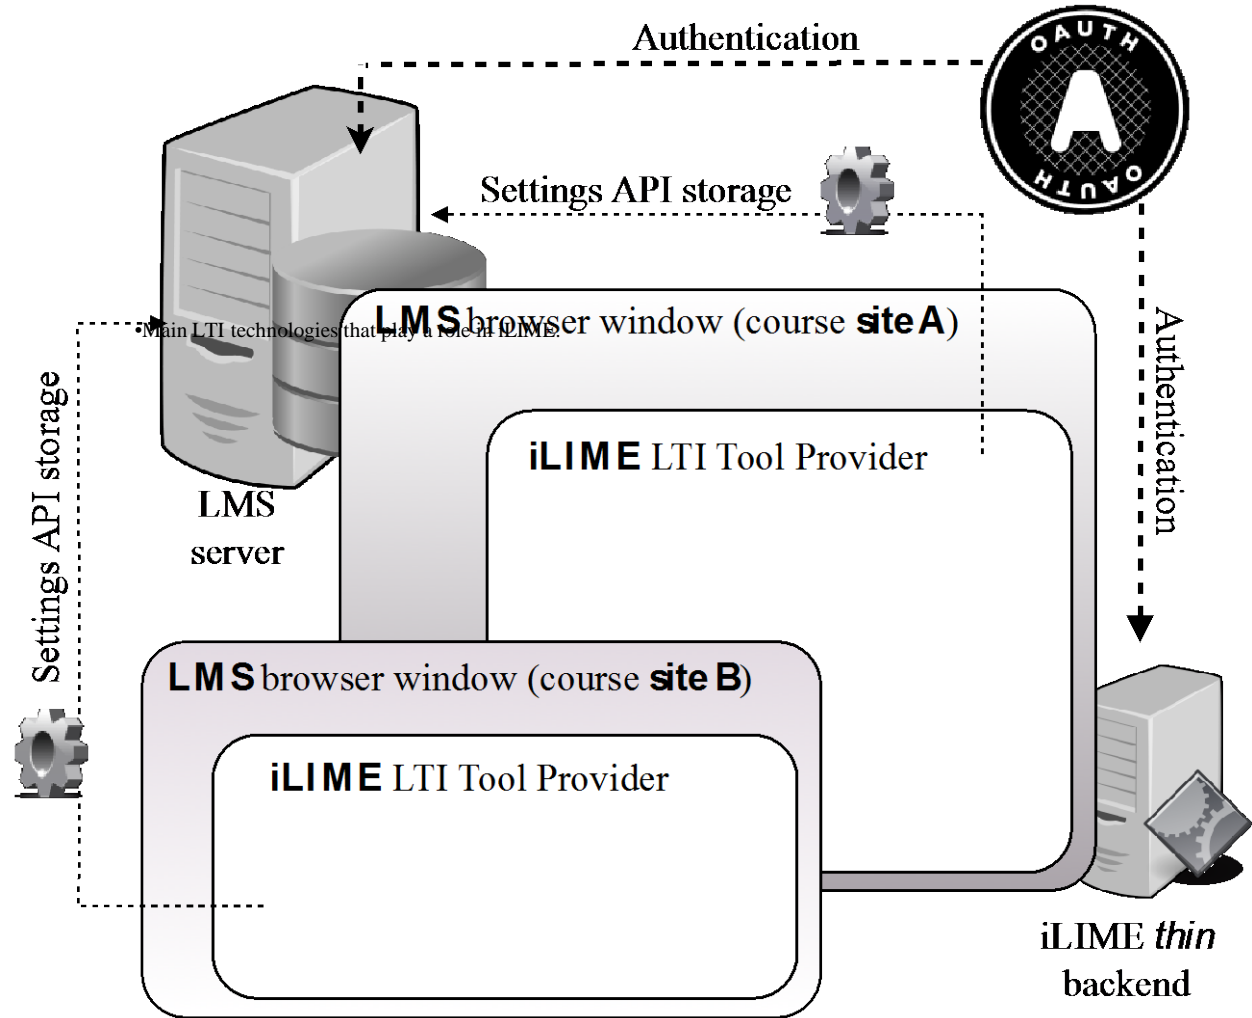 Authentication
OAUTH
OAUTH
Settings API storage
•Main LTI technologies that play a role in iLIME.
LMS browser window (course site A)
Authentication
iLIME LTI Tool Provider
Settings API storage
LMS
server
LMS browser window (course site B)
iLIME LTI Tool Provider
iLIME thin
backend